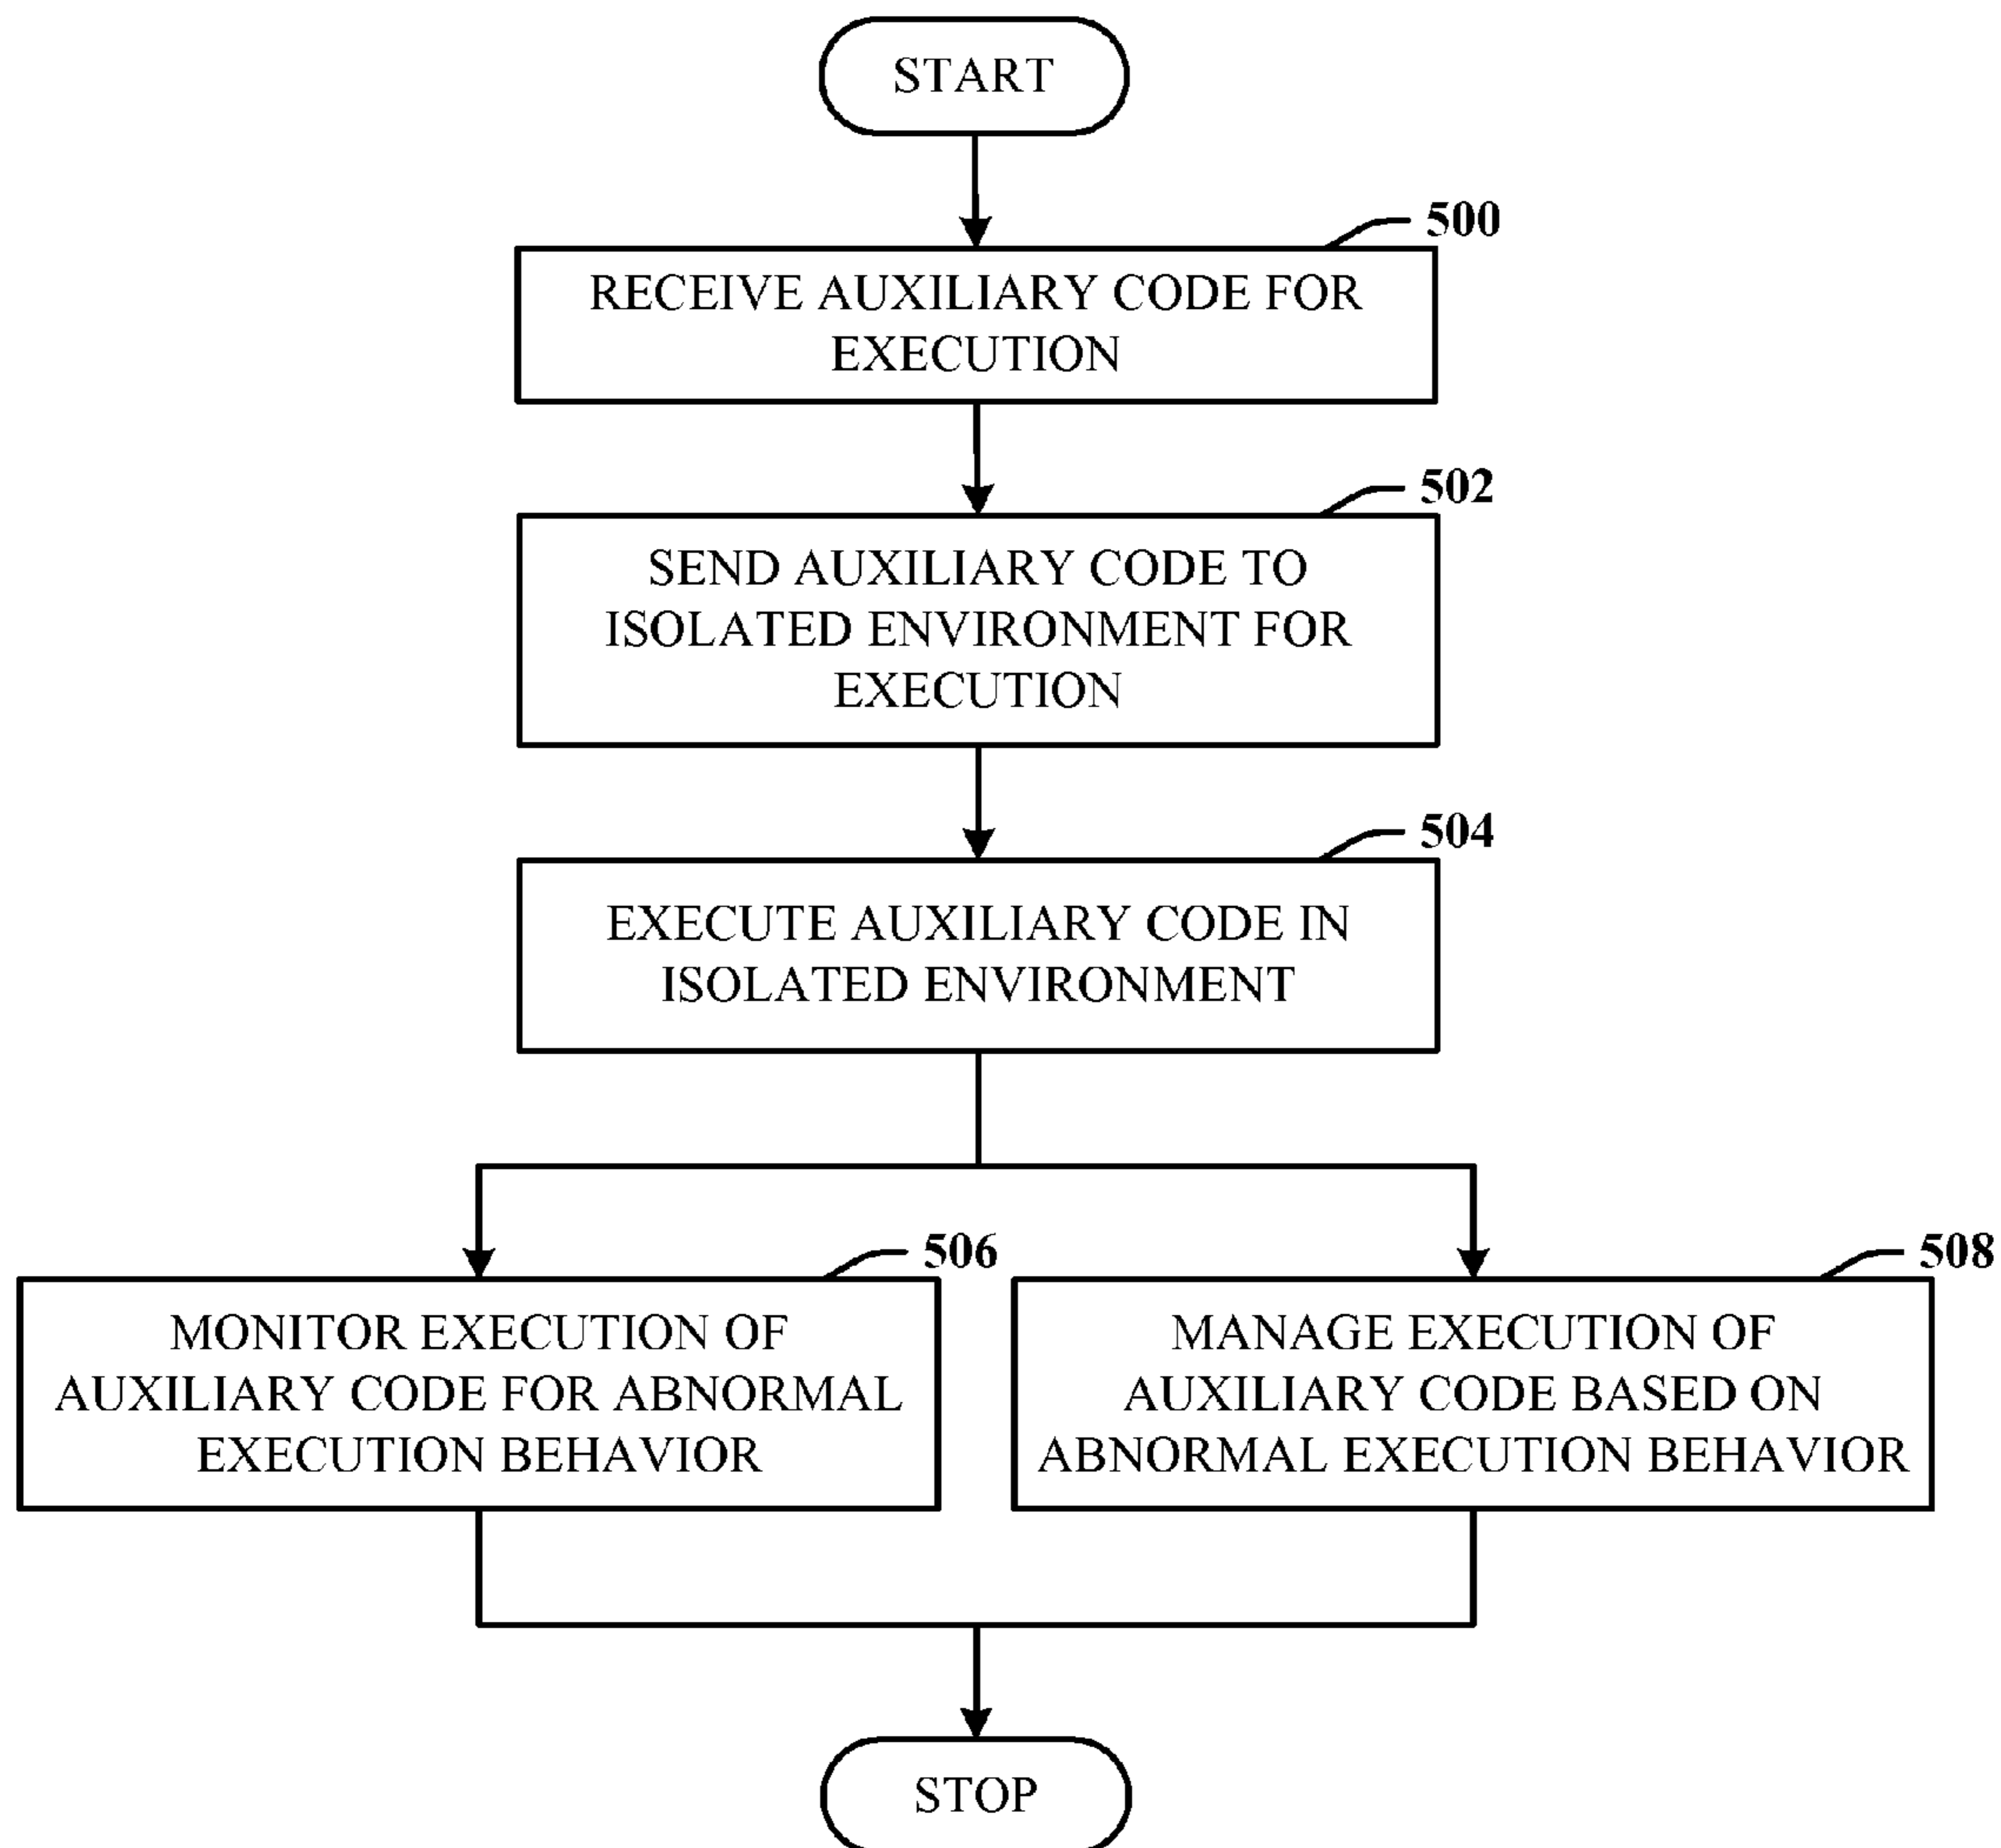 START
500
RECEIVE AUXILIARY CODE FOR
EXECUTION
502
SEND AUXILIARY CODE TO
ISOLATED ENVIRONMENT FOR
EXECUTION
504
EXECUTE AUXILIARY CODE IN
ISOLATED ENVIRONMENT
506
MONITOR EXECUTION OF
AUXILIARY CODE FOR ABNORMAL
EXECUTION BEHAVIOR
508
MANAGE EXECUTION OF
AUXILIARY CODE BASED ON
ABNORMAL EXECUTION BEHAVIOR
STOP